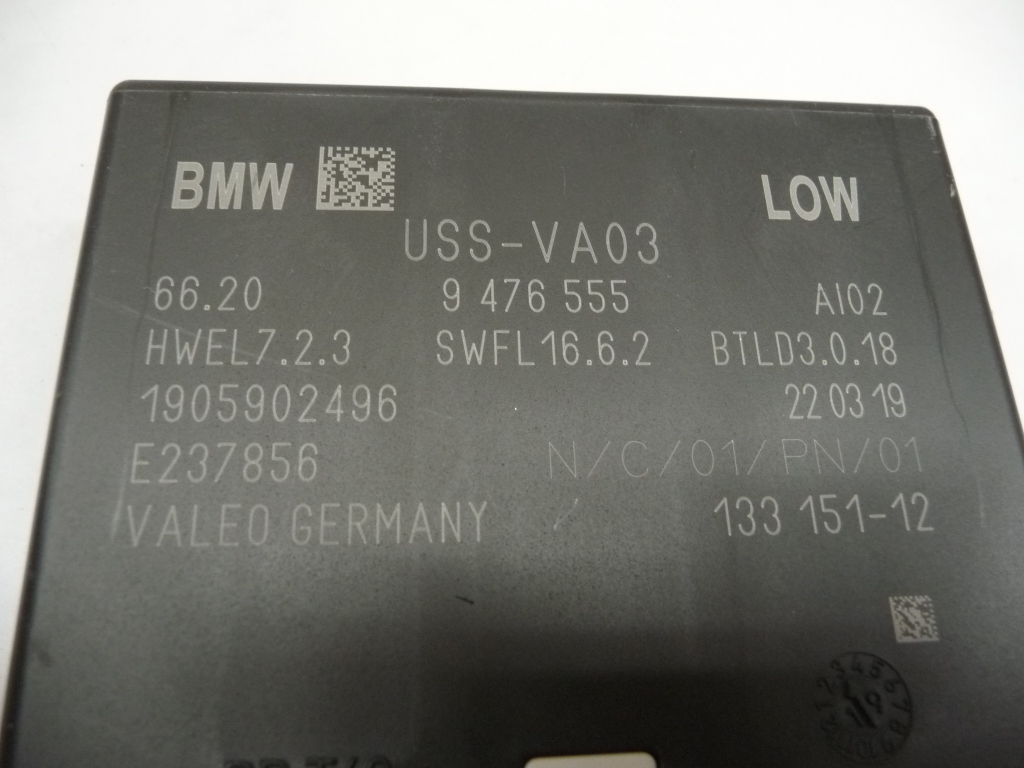 BMW LOW
USS-VA03
66.20 9 476 555 AI02
HWEL7.2.3 SWFL16.6.2 BTLD3.0.18
1905902496 22 03 19
E237856 N/C/01/PN/01
VALEO GERMANY 133 151-12